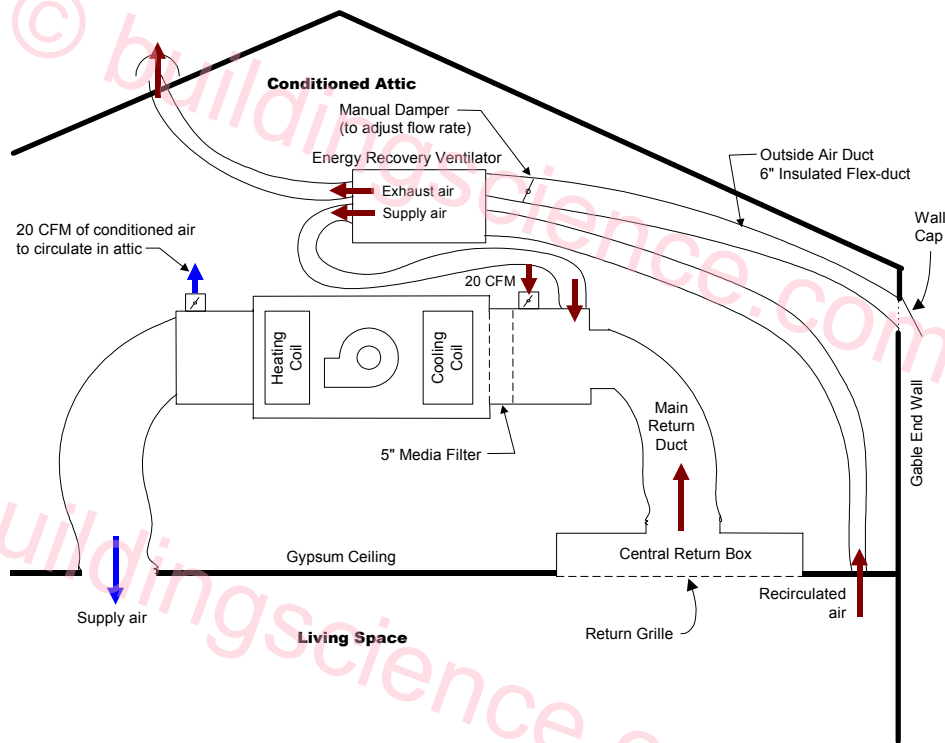 © buildingscience.com
Conditioned Attic
Manual Damper
(to adjust flow rate)
Energy Recovery Ventilator
Outside Air Duct
6" Insulated Flex-duct
Exhaust air
Supply air
Wall
Cap
20 CFM of conditioned air
to circulate in attic
20 CFM
Heating
Coil
Cooling
Coil
Main
Return
Duct
5" Media Filter
Gable End Wall
Gypsum Ceiling
Central Return Box
Recirculated
air
Supply air
Return Grille
Living Space
uildingscience.c